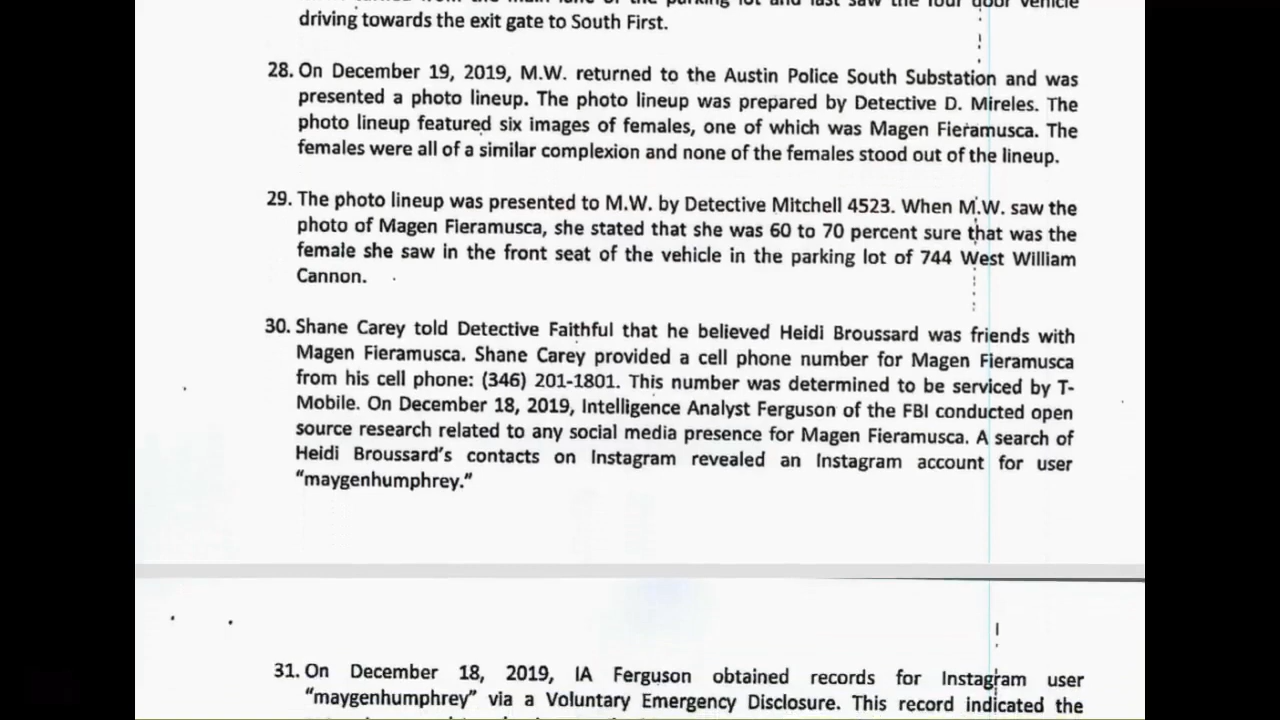 driving towards the exit gate to South First.
28. On December 19, 2019, M.W. returned to the Austin Police South Substation and was
presented a photo lineup. The photo lineup was prepared by Detective D. Mireles. The
photo lineup featured six images of females, one of which was Magen Fieramusca. The
females were all of a similar complexion and none of the females stood out of the lineup.
29. The photo lineup was presented to M.W. by Detective Mitchell 4523. When M.W. saw the
photo of Magen Fieramusca, she stated that she was 60 to 70 percent sure that was the
female she saw in the front seat of the vehicle in the parking lot of 744 West William
Cannon.
30. Shane Carey told Detective Faithful that he believed Heidi Broussard was friends with
Magen Fieramusca. Shane Carey provided a cell phone number for Magen Fieramusca
from his cell phone: (346) 201-1801. This number was determined to be serviced by T-
Mobile. On December 18, 2019, Intelligence Analyst Ferguson of the FBI conducted open
source research related to any social media presence for Magen Fieramusca. A search of
Heidi Broussard's contacts on Instagram revealed an Instagram account for user
"maygenhumphrey."
31. On December 18, 2019, IA Ferguson obtained records for Instagram user
"maygenhumphrey" via a Voluntary Emergency Disclosure. This record indicated the